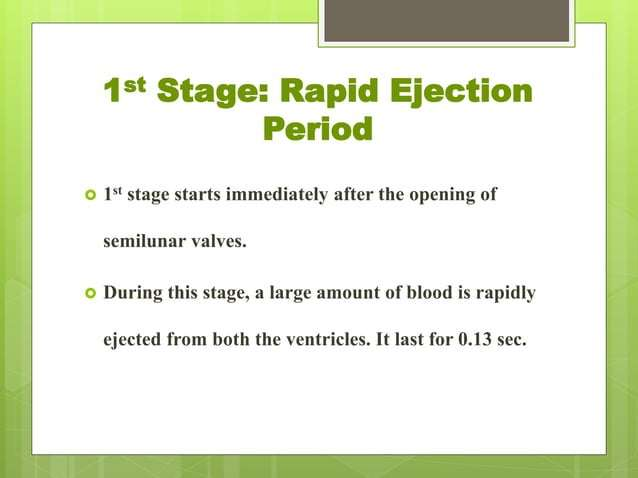 1st Stage: Rapid Ejection
Period
1st stage starts immediately after the opening of
semilunar valves.
During this stage, a large amount of blood is rapidly
ejected from both the ventricles. It last for 0.13 sec.